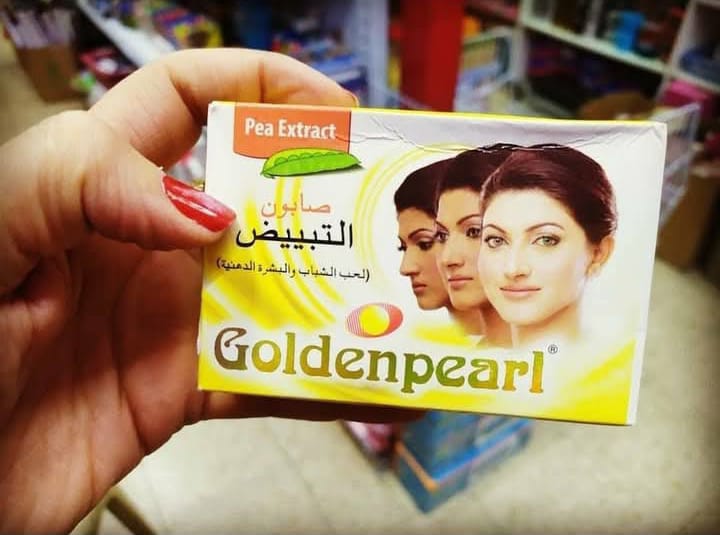 Pea Extract
صابون
التبييض
(لحب الشباب والبشرة الدهنية)
Goldenpearl®